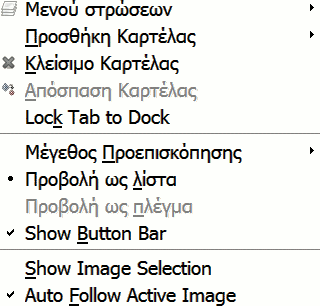 Μενού στρώσεων
Προσθήκη Καρτέλας
Κλείσιμο Καρτέλας
Απόσπαση Καρτέλας
Lock Tab to Dock
Μέγεθος Προεπισκόπησης
Προβολή ως λίστα
Προβολή ως πλέγμα
Show Button Bar
Show Image Selection
Auto Follow Active Image